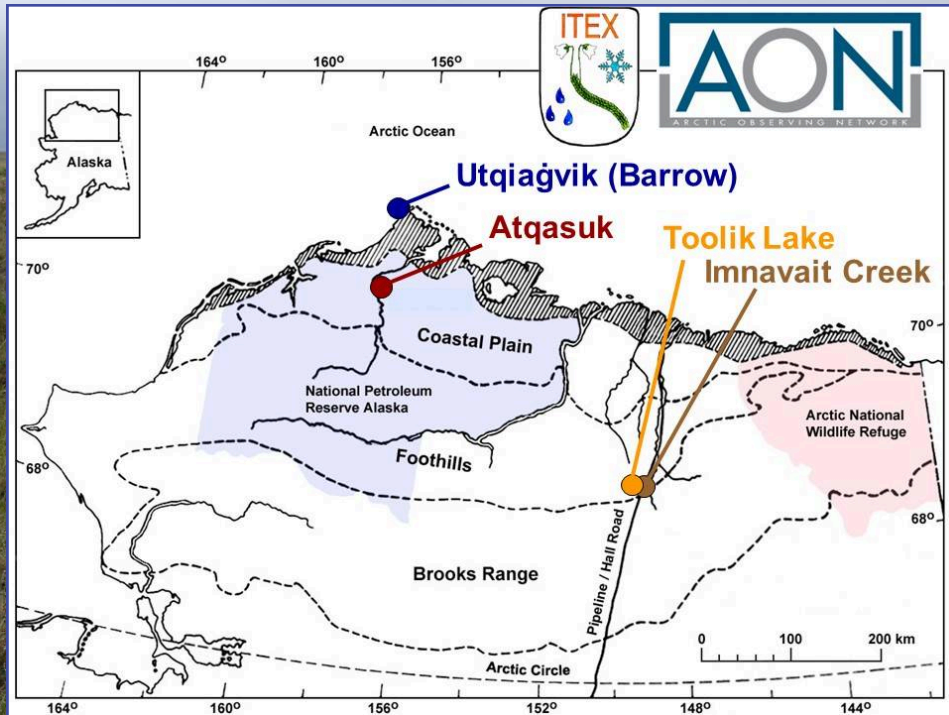 ITEX
AON
ARCTIC OBSERVING NETWORK
164° 160° 156°
Alaska
Arctic Ocean
Utqiaġvik (Barrow)
Atqasuk
Toolik Lake
Imnavait Creek
70°
70°
Coastal Plain
National Petroleum
Reserve Alaska
Arctic National
Wildlife Refuge
Foothills
68°
68°
Brooks Range
Pipeline / Hall Road
0 100 200 km
Arctic Circle
164° 160° 156° 152° 148° 144°